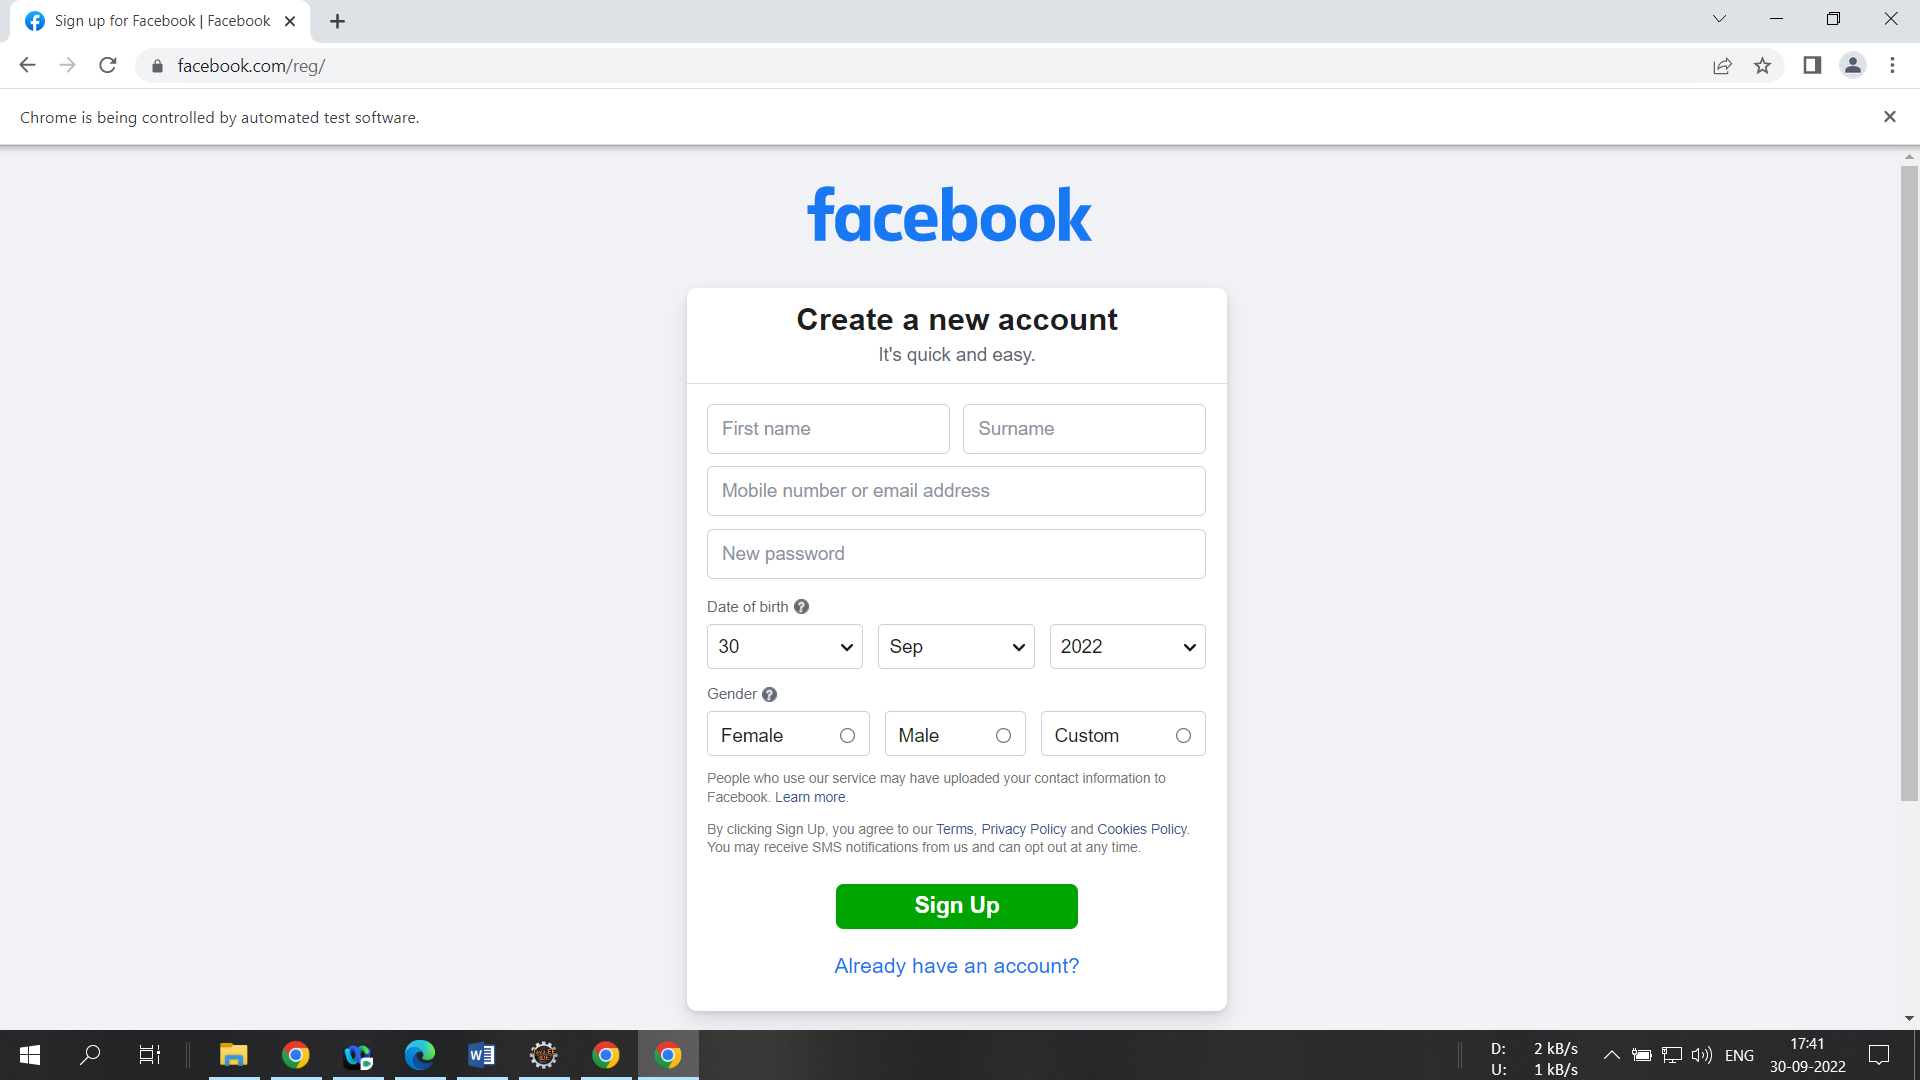 Sign up for Facebook | Facebook
facebook.com/reg/
Chrome is being controlled by automated test software.
facebook
Create a new account
It's quick and easy.
First name Surname
Mobile number or email address
New password
Date of birth ?
30 Sep 2022
Gender ?
Female Male Custom
People who use our service may have uploaded your contact information to
Facebook. Learn more.
By clicking Sign Up, you agree to our Terms, Privacy Policy and Cookies Policy.
You may receive SMS notifications from us and can opt out at any time.
Sign Up
Already have an account?
D: 2 kB/s
U: 1 kB/s
ENG
17:41
30-09-2022